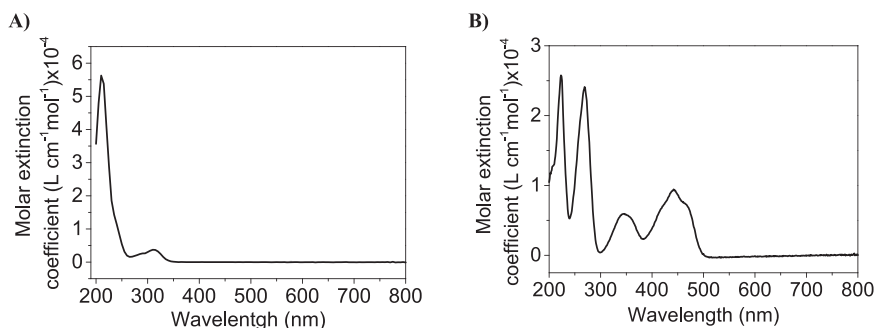 A)
Molar extinction
coefficient (L cm⁻¹mol⁻¹)x10⁻⁴
6
5
4
3
2
1
0
200 300 400 500 600 700 800
Wavelentgh (nm)
B)
Molar extinction
coefficient (L cm⁻¹mol⁻¹)x10⁻⁴
3
2
1
0
200 300 400 500 600 700 800
Wavelength (nm)